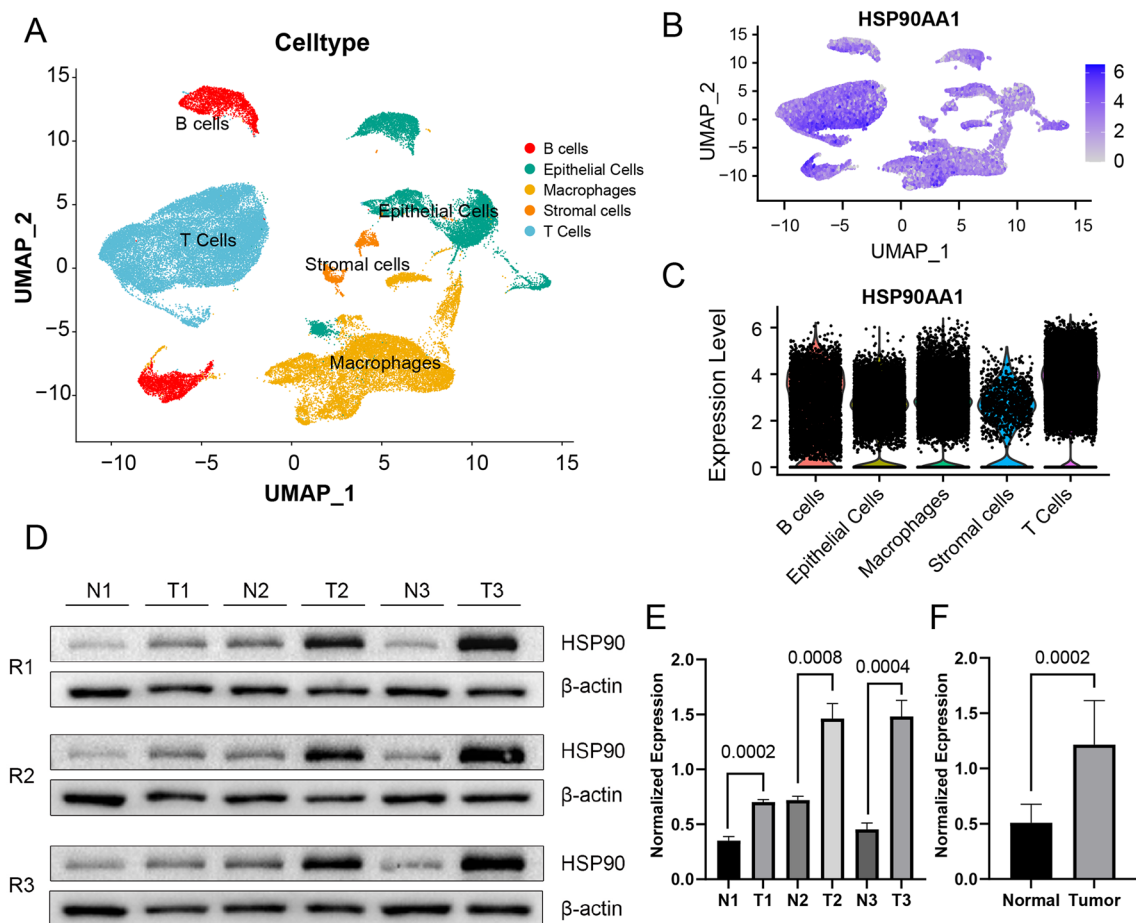 A
Celltype
UMAP_2
15
10
5
0
−5
−10
B cells
T Cells
Epithelial Cells
Stromal cells
Macrophages
−10
−5
0
5
10
15
UMAP_1
B cells
Epithelial Cells
Macrophages
Stromal cells
T Cells
B
HSP90AA1
UMAP_2
15
10
5
0
−5
−10
−10
−5
0
5
10
15
UMAP_1
6
4
2
0
C
HSP90AA1
Expression Level
6
4
2
0
B cells
Epithelial Cells
Macrophages
Stromal cells
T Cells
D
N1 T1 N2 T2 N3 T3
R1
HSP90
β-actin
R2
HSP90
β-actin
R3
HSP90
β-actin
E
Normalized Ecpression
2.0
1.5
1.0
0.5
0.0
0.0002
0.0008
0.0004
N1 T1 N2 T2 N3 T3
F
Normalized Ecpression
2.0
1.5
1.0
0.5
0.0
0.0002
Normal Tumor